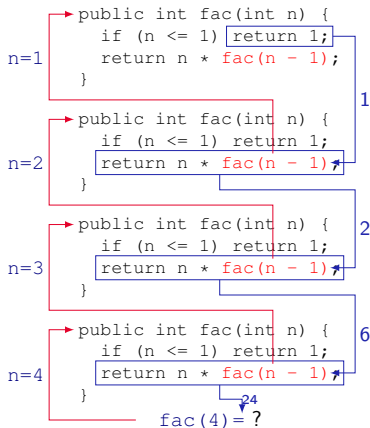 public int fac(int n) {
if (n <= 1) return 1;
n=1
return n * fac(n - 1);
}
1
public int fac(int n) {
if (n <= 1) return 1;
n=2
return n * fac(n - 1);
}
2
public int fac(int n) {
if (n <= 1) return 1;
n=3
return n * fac(n - 1);
}
6
public int fac(int n) {
if (n <= 1) return 1;
n=4
return n * fac(n - 1);
}
24
fac(4)= ?